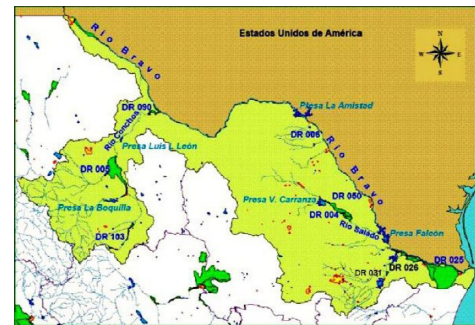 Estados Unidos de América
N
W
E
S
Río Bravo
DR 090
Río Conchos
Presa La Amistad
DR 006
Presa Luis L. León
DR 005
Río Bravo
Presa V. Carranza
DR 050
DR 004
Presa La Boquilla
Río Salado
Presa Falcón
DR 103
DR 025
DR 026
DR 031